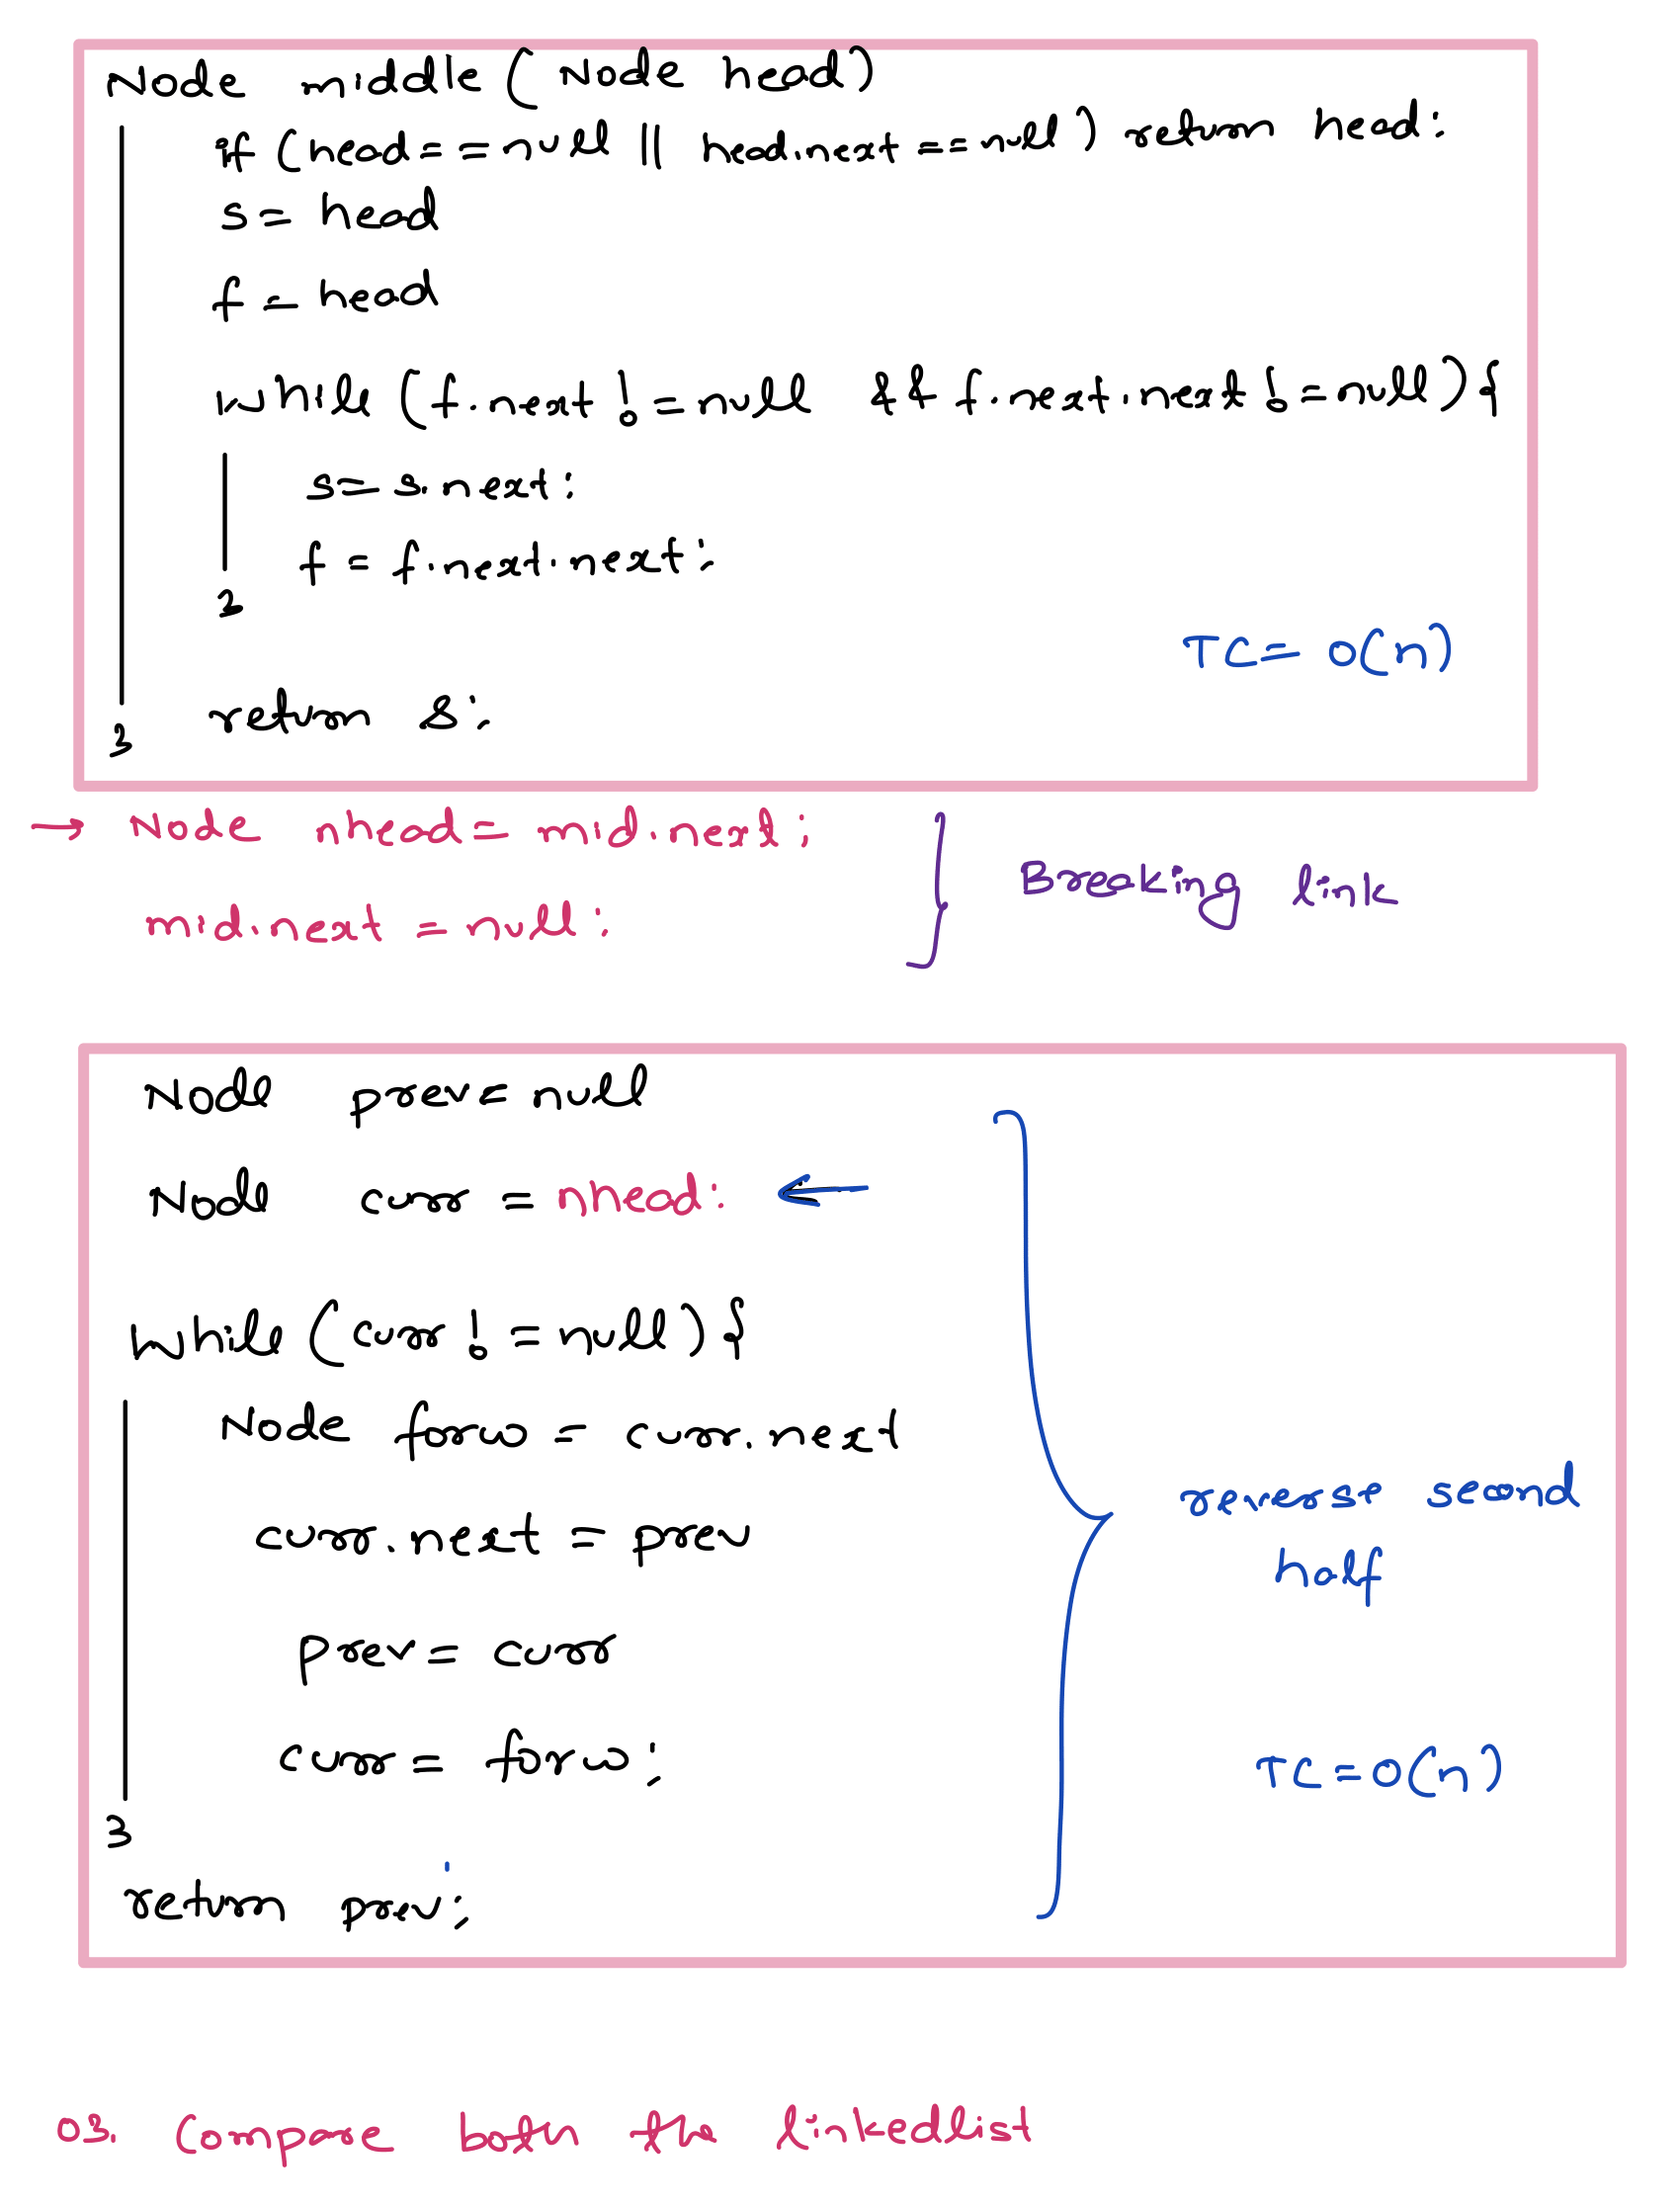 Node middle ( Node head)
if (head == null || head.next == null) return head;
s = head
f = head
while (f.next != null && f.next.next != null) {
s = s.next;
f = f.next.next;
}
TC = O(n)
return s;
}
→ Node nhead = mid.next;
mid.next = null;
Breaking link
Node prev = null
Node curr = nhead; ←
while (curr != null) {
Node forw = curr.next
curr.next = prev
reverse second
half
prev = curr
curr = forw;
TC = O(n)
}
return prev;
03. Compare both the linkedlist